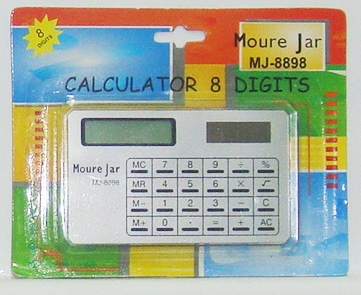 8
DIGITS
Moure Jar
MJ-8898
CALCULATOR 8 DIGITS
Moure Jar
MJ-8898
MC 7 8 9 ÷ %
MR 4 5 6 × √
M- 1 2 3 - C
M+ 0 · = + AC